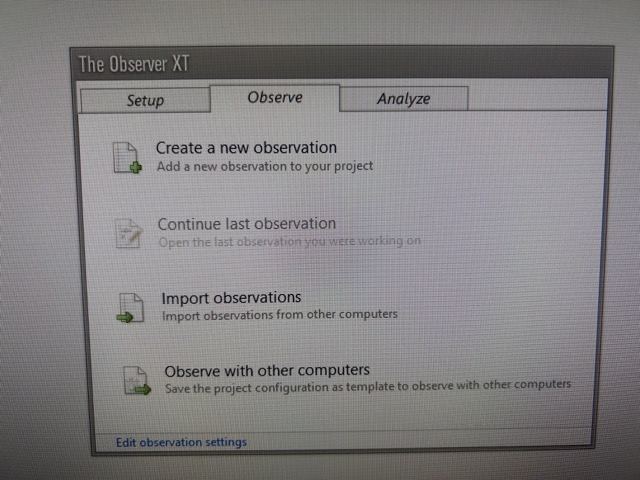 The Observer XT
Setup
Observe
Analyze
Create a new observation
Add a new observation to your project
Continue last observation
Open the last observation you were working on
Import observations
Import observations from other computers
Observe with other computers
Save the project configuration as template to observe with other computers
Edit observation settings